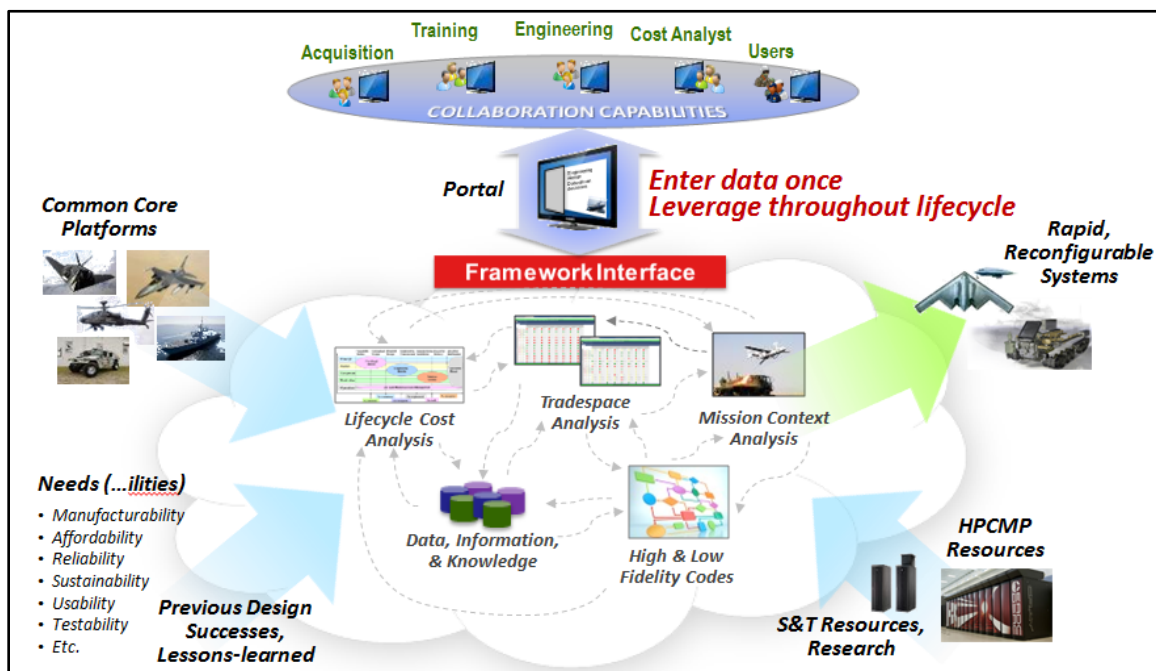 Acquisition
Training
Engineering
Cost Analyst
Users
COLLABORATION CAPABILITIES
Portal
Enter data once
Leverage throughout lifecycle
Framework Interface
Common Core
Platforms
Rapid,
Reconfigurable
Systems
Lifecycle Cost
Analysis
Tradespace
Analysis
Mission Context
Analysis
Data, Information,
& Knowledge
High & Low
Fidelity Codes
Needs (...ilities)
• Manufacturability
• Affordability
• Reliability
• Sustainability
• Usability
• Testability
• Etc.
Previous Design
Successes,
Lessons-learned
HPCMP
Resources
S&T Resources,
Research